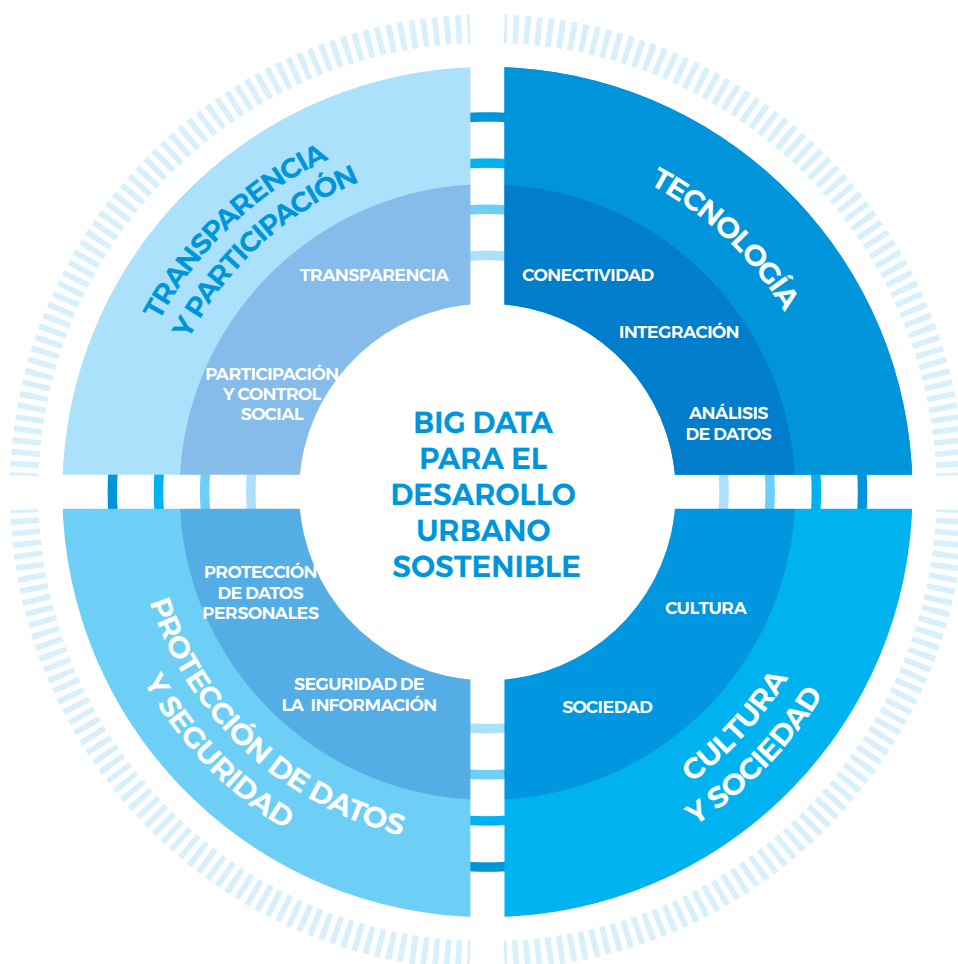 TRANSPARENCIA
Y PARTICIPACIÓN
TRANSPARENCIA
PARTICIPACIÓN
Y CONTROL
SOCIAL
TECNOLOGÍA
CONECTIVIDAD
INTEGRACIÓN
ANÁLISIS
DE DATOS
BIG DATA
PARA EL
DESAROLLO
URBANO
SOSTENIBLE
PROTECCIÓN
DE DATOS
PERSONALES
SEGURIDAD DE
LA INFORMACIÓN
PROTECCIÓN DE DATOS
Y SEGURIDAD
CULTURA
SOCIEDAD
CULTURA
Y SOCIEDAD